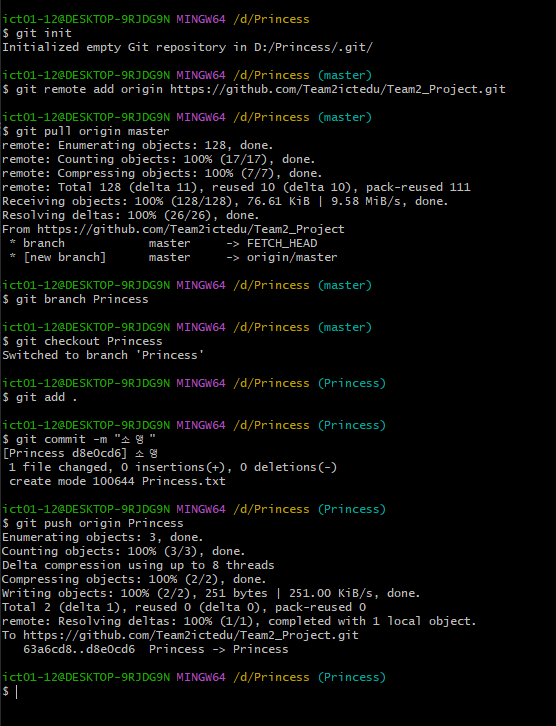 ict01-12@DESKTOP-9RJDG9N MINGW64 /d/Princess
$ git init
Initialized empty Git repository in D:/Princess/.git/
ict01-12@DESKTOP-9RJDG9N MINGW64 /d/Princess (master)
$ git remote add origin https://github.com/Team2ictedu/Team2_Project.git
ict01-12@DESKTOP-9RJDG9N MINGW64 /d/Princess (master)
$ git pull origin master
remote: Enumerating objects: 128, done.
remote: Counting objects: 100% (17/17), done.
remote: Compressing objects: 100% (7/7), done.
remote: Total 128 (delta 11), reused 10 (delta 10), pack-reused 111
Receiving objects: 100% (128/128), 76.61 KiB | 9.58 MiB/s, done.
Resolving deltas: 100% (26/26), done.
From https://github.com/Team2ictedu/Team2_Project
 * branch            master     -> FETCH_HEAD
 * [new branch]      master     -> origin/master
ict01-12@DESKTOP-9RJDG9N MINGW64 /d/Princess (master)
$ git branch Princess
ict01-12@DESKTOP-9RJDG9N MINGW64 /d/Princess (master)
$ git checkout Princess
Switched to branch 'Princess'
ict01-12@DESKTOP-9RJDG9N MINGW64 /d/Princess (Princess)
$ git add .
ict01-12@DESKTOP-9RJDG9N MINGW64 /d/Princess (Princess)
$ git commit -m "소앵"
[Princess d8e0cd6] 소앵
 1 file changed, 0 insertions(+), 0 deletions(-)
 create mode 100644 Princess.txt
ict01-12@DESKTOP-9RJDG9N MINGW64 /d/Princess (Princess)
$ git push origin Princess
Enumerating objects: 3, done.
Counting objects: 100% (3/3), done.
Delta compression using up to 8 threads
Compressing objects: 100% (2/2), done.
Writing objects: 100% (2/2), 251 bytes | 251.00 KiB/s, done.
Total 2 (delta 1), reused 0 (delta 0), pack-reused 0
remote: Resolving deltas: 100% (1/1), completed with 1 local object.
To https://github.com/Team2ictedu/Team2_Project.git
   63a6cd8..d8e0cd6  Princess -> Princess
ict01-12@DESKTOP-9RJDG9N MINGW64 /d/Princess (Princess)
$